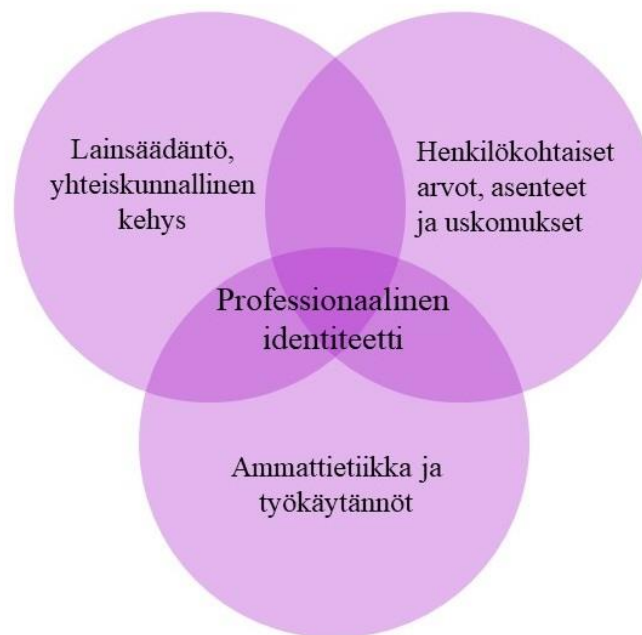 Lainsäädäntö,
yhteiskunnallinen
kehys
Henkilökohtaiset
arvot, asenteet
ja uskomukset
Professionaalinen
identiteetti
Ammattietiikka ja
työkäytännöt